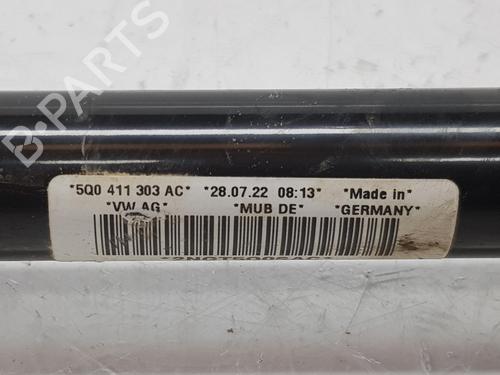 B-PARTS
*5Q0 411 303 AC* *28.07.22 08:13* *Made in*
*VW AG* *MUB DE* *GERMANY*